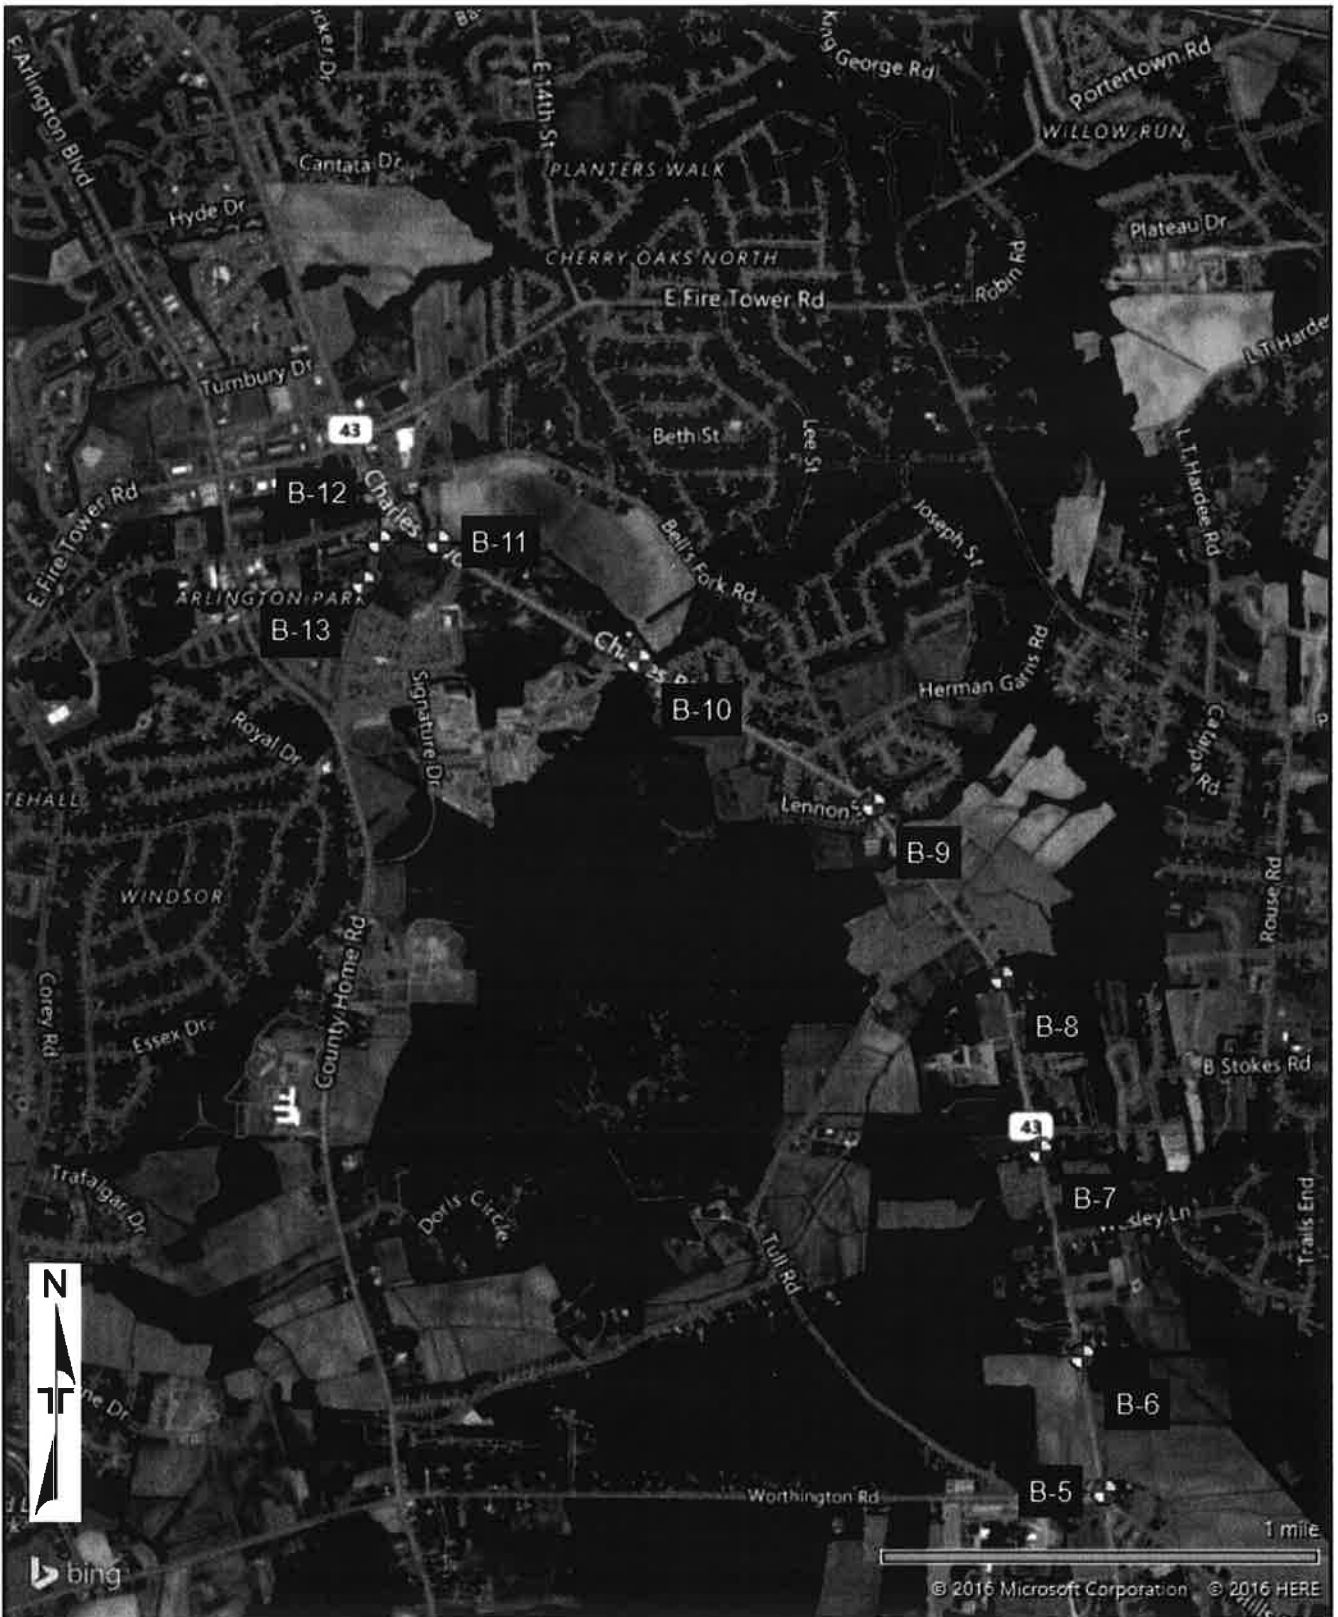 E Arlington Blvd
King George Rd
Portertown Rd
E 14th St
WILLOW RUN
Cantata Dr
PLANTERS WALK
Hyde Dr
Plateau Dr
CHERRY OAKS NORTH
Robin Rd
E Fire Tower Rd
L T Harde
Turnbury Dr
43
Beth St
Lee St
L T Hardee Rd
E Fire Tower Rd
B-12
Charles
B-11
Bell's Fork Rd
Joseph St
ARLINGTON PARK
B-13
Herman Garris Rd
B-10
Signature Dr
Royal Dr
Catalpa Rd
TEHALL
Lennon
B-9
WINDSOR
Rouse Rd
County Home Rd
Corey Rd
B-8
Essex Dr
B Stokes Rd
43
Trafalgar Dr
Doris Circle
B-7
Trails End
Tull Rd
N
ne Dr
B-6
Worthington Rd
B-5
1 mile
bing
© 2016 Microsoft Corporation © 2016 HERE